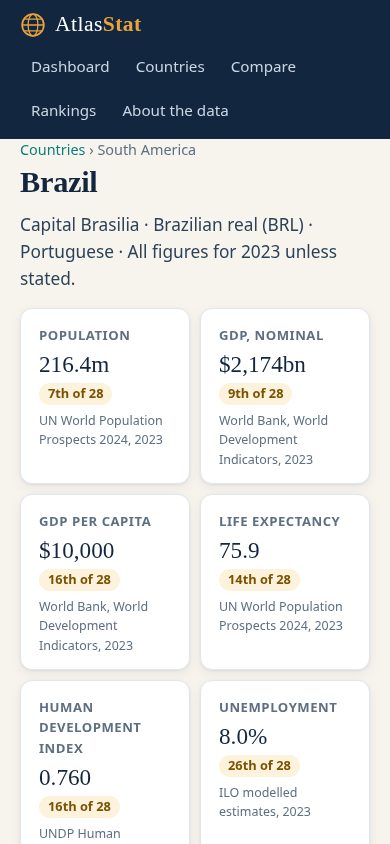 AtlasStat
Dashboard Countries Compare
Rankings About the data
Countries › South America
Brazil
Capital Brasilia · Brazilian real (BRL) ·
Portuguese · All figures for 2023 unless
stated.
POPULATION
216.4m
7th of 28
UN World Population
Prospects 2024, 2023
GDP, NOMINAL
$2,174bn
9th of 28
World Bank, World
Development
Indicators, 2023
GDP PER CAPITA
$10,000
16th of 28
World Bank, World
Development
Indicators, 2023
LIFE EXPECTANCY
75.9
14th of 28
UN World Population
Prospects 2024, 2023
HUMAN
DEVELOPMENT
INDEX
0.760
16th of 28
UNDP Human
UNEMPLOYMENT
8.0%
26th of 28
ILO modelled
estimates, 2023